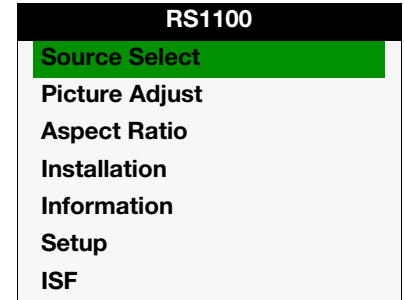 RS1100
Source Select
Picture Adjust
Aspect Ratio
Installation
Information
Setup
ISF